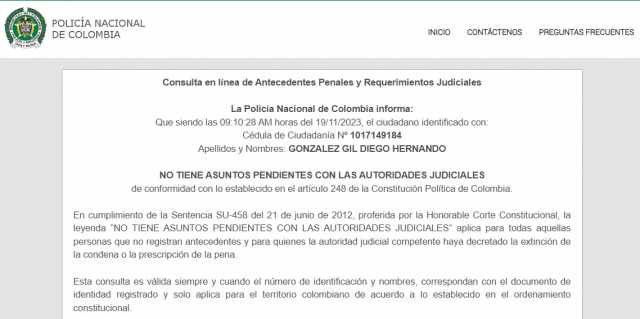 POLICÍA NACIONAL
DE COLOMBIA
INICIO CONTÁCTENOS PREGUNTAS FRECUENTES
Consulta en línea de Antecedentes Penales y Requerimientos Judiciales
La Policía Nacional de Colombia informa:
Que siendo las 09:10:28 AM horas del 19/11/2023, el ciudadano identificado con:
Cédula de Ciudadanía Nº 1017149184
Apellidos y Nombres: GONZALEZ GIL DIEGO HERNANDO
NO TIENE ASUNTOS PENDIENTES CON LAS AUTORIDADES JUDICIALES
de conformidad con lo establecido en el artículo 248 de la Constitución Política de Colombia.
En cumplimiento de la Sentencia SU-458 del 21 de junio de 2012, proferida por la Honorable Corte Constitucional, la
leyenda “NO TIENE ASUNTOS PENDIENTES CON LAS AUTORIDADES JUDICIALES” aplica para todas aquellas
personas que no registran antecedentes y para quienes la autoridad judicial competente haya decretado la extinción de
la condena o la prescripción de la pena.
Esta consulta es válida siempre y cuando el número de identificación y nombres, correspondan con el documento de
identidad registrado y solo aplica para el territorio colombiano de acuerdo a lo establecido en el ordenamiento
constitucional.